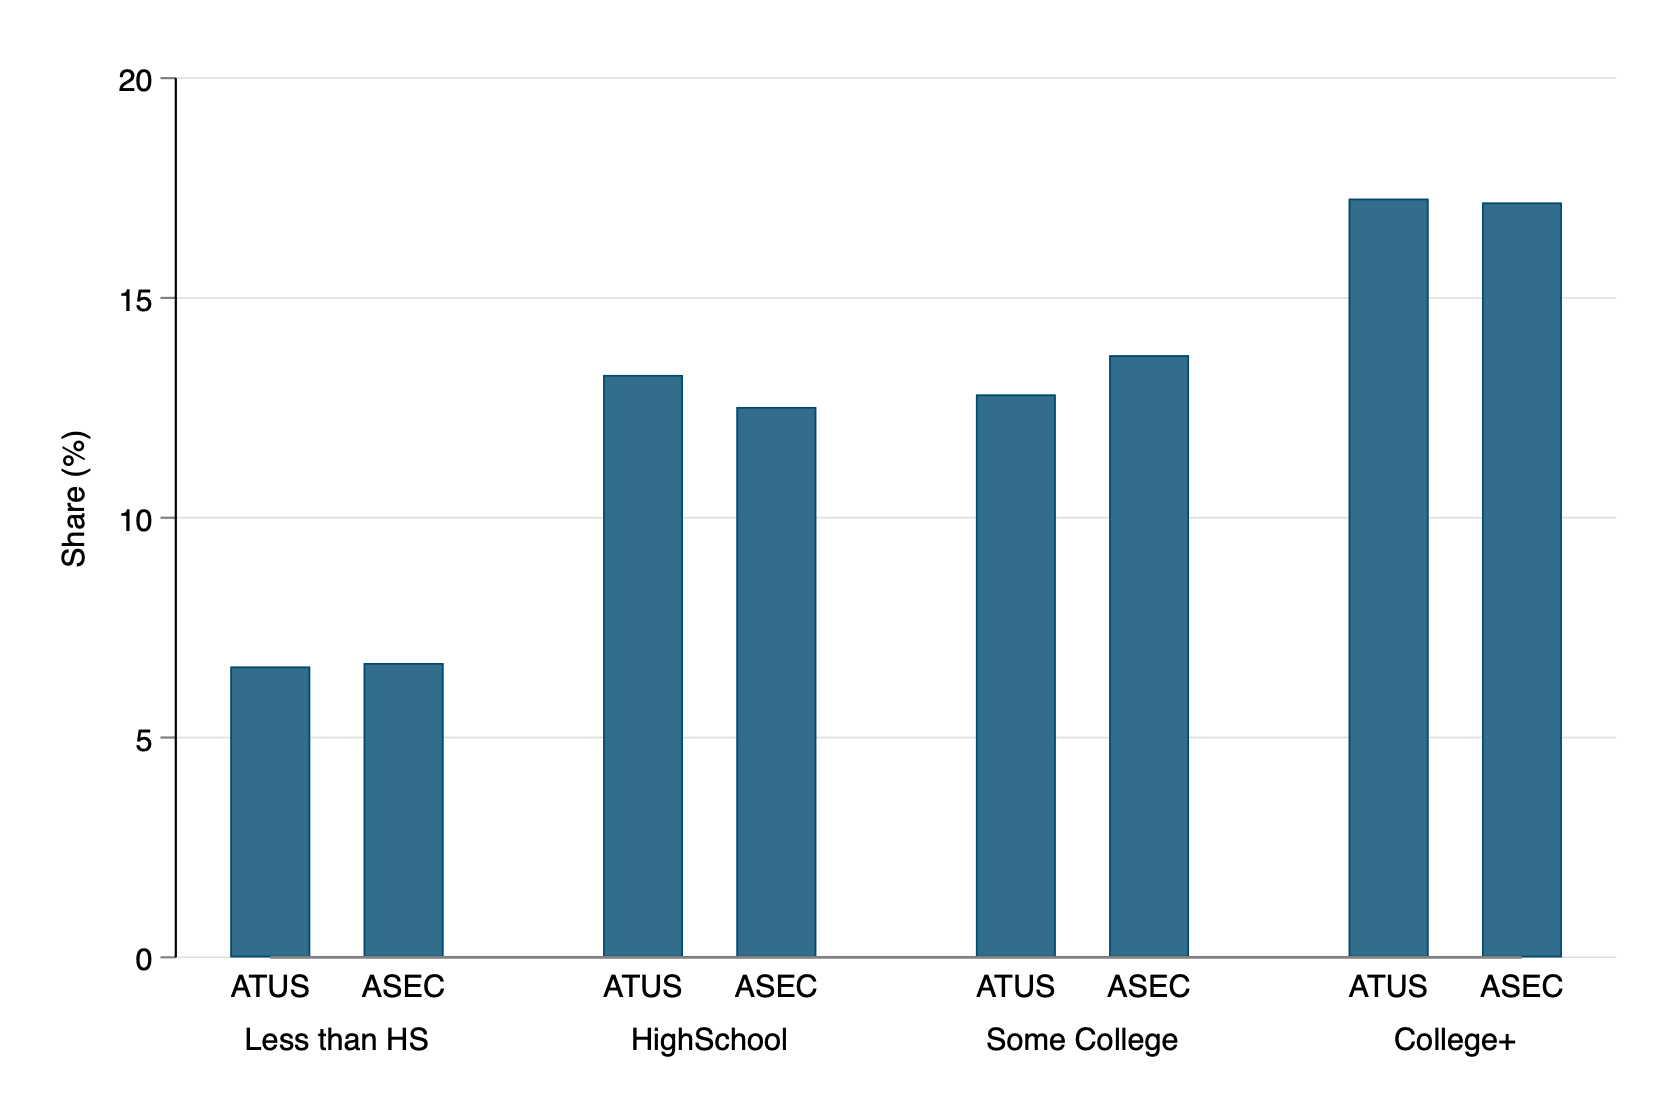 20
15
10
5
0
Share (%)
ATUS ASEC ATUS ASEC ATUS ASEC ATUS ASEC
Less than HS HighSchool Some College College+